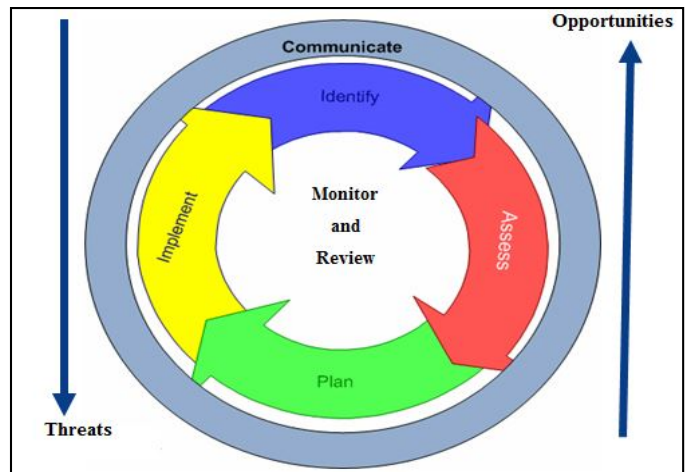 Opportunities
Communicate
Identify
Monitor
and
Review
Implement
Assess
Plan
Threats